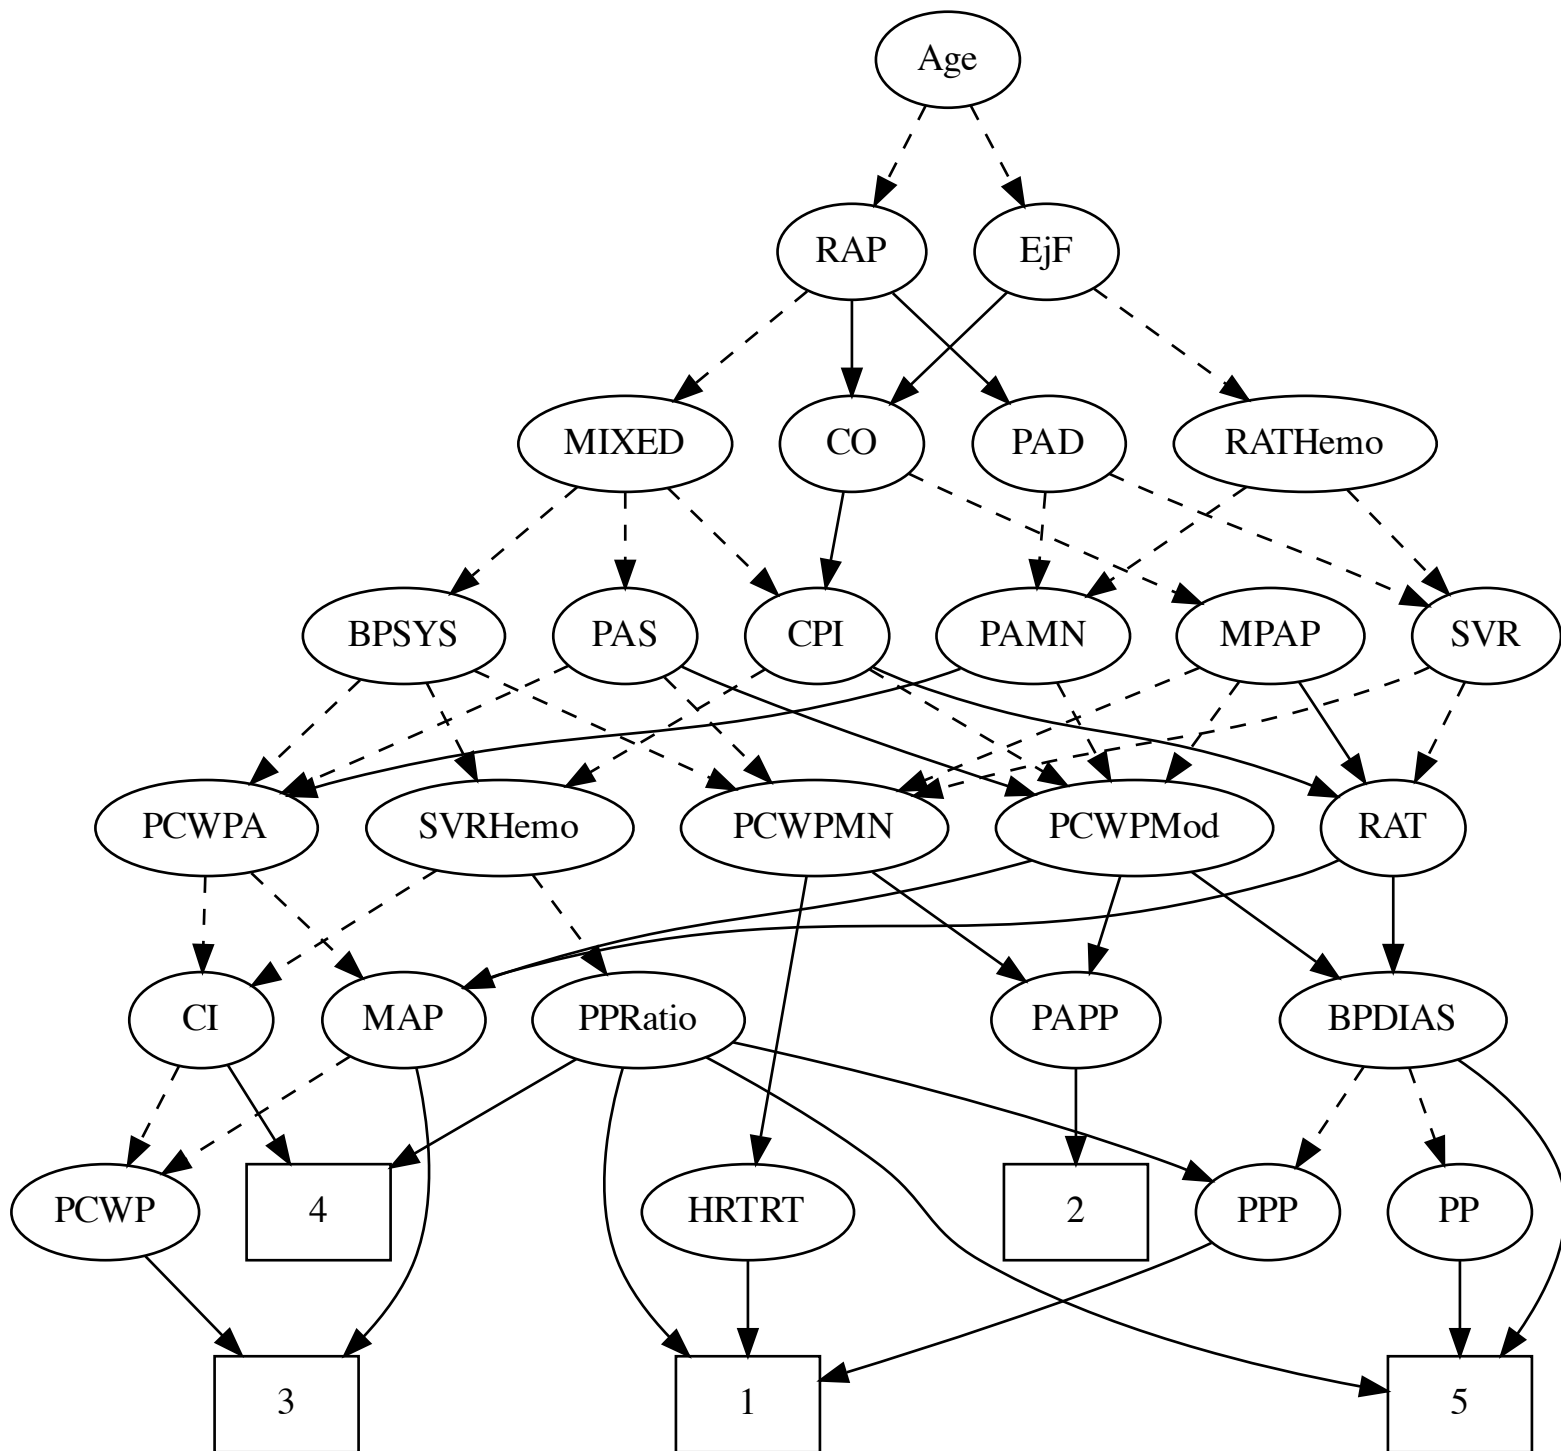 Age
RAP EjF
MIXED CO PAD RATHemo
BPSYS PAS CPI PAMN MPAP SVR
PCWPA SVRHemo PCWPMN PCWPMod RAT
CI MAP PPRatio PAPP BPDIAS
PCWP 4 HRTRT 2 PPP PP
3 1 5